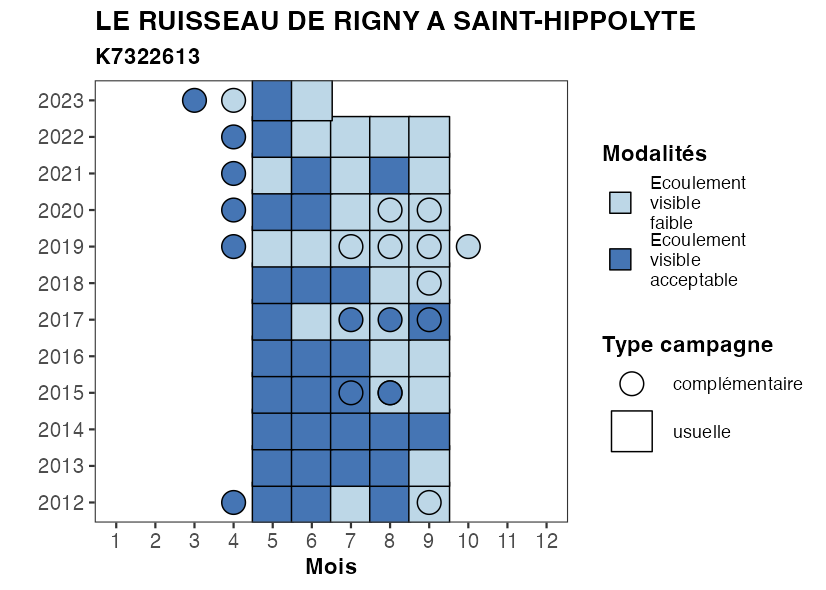 LE RUISSEAU DE RIGNY A SAINT-HIPPOLYTE
K7322613
2023
2022
2021
2020
2019
2018
2017
2016
2015
2014
2013
2012
1 2 3 4 5 6 7 8 9 10 11 12
Mois
Modalités
Ecoulement
visible
faible
Ecoulement
visible
acceptable
Type campagne
complémentaire
usuelle